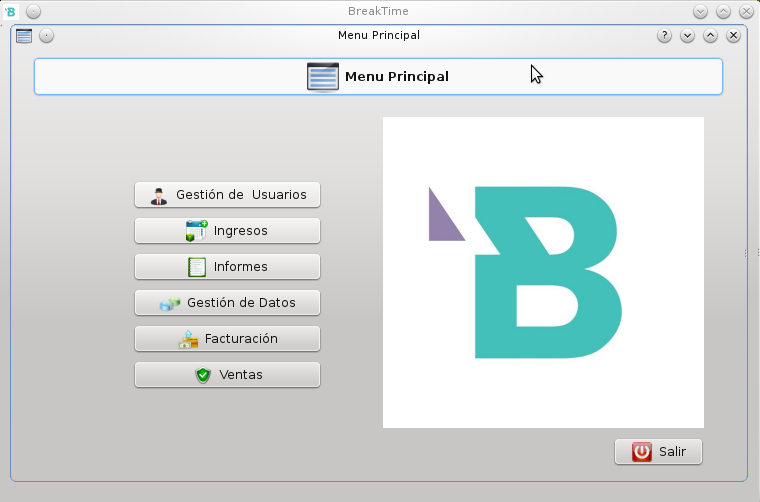 BreakTime
Menu Principal
?
Menu Principal
Gestión de  Usuarios
Ingresos
Informes
Gestión de Datos
Facturación
Ventas
B
Salir